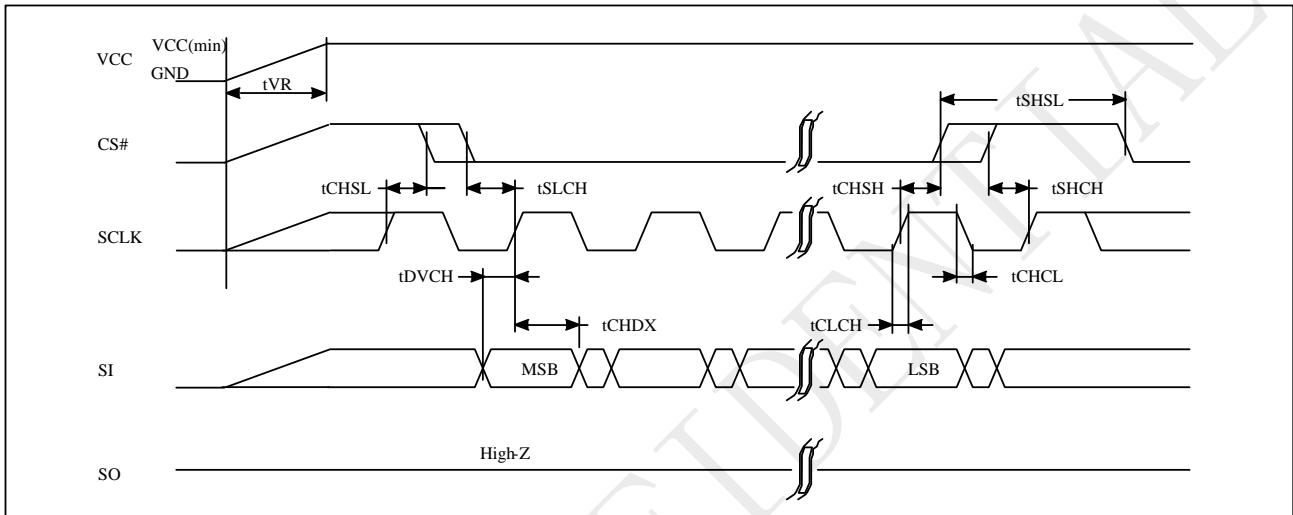 VCC
VCC(min)
GND
tVR
tSHSL
CS#
tCHSL
tSLCH
tCHSH
tSHCH
SCLK
tDVCH
tCHCL
tCHDX
tCLCH
SI
MSB
LSB
High-Z
SO
IDENTIAL